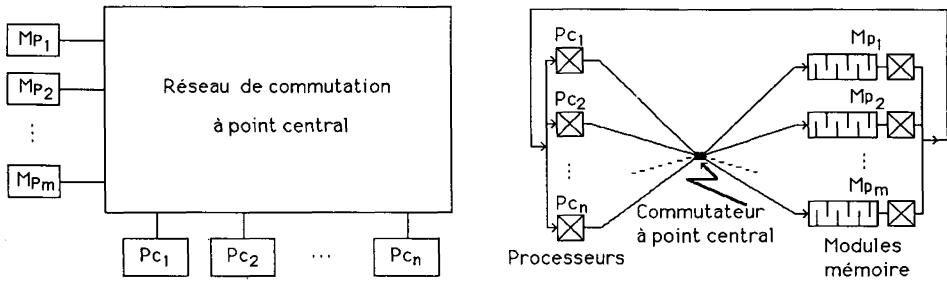 Mp1
Mp2
⋮
Mpm
Réseau de commutation
à point central
Pc1
Pc2
...
Pcn
Pc1
Pc2
⋮
Pcn
Processeurs
Commutateur
à point central
Mp1
Mp2
⋮
Mpm
Modules
mémoire